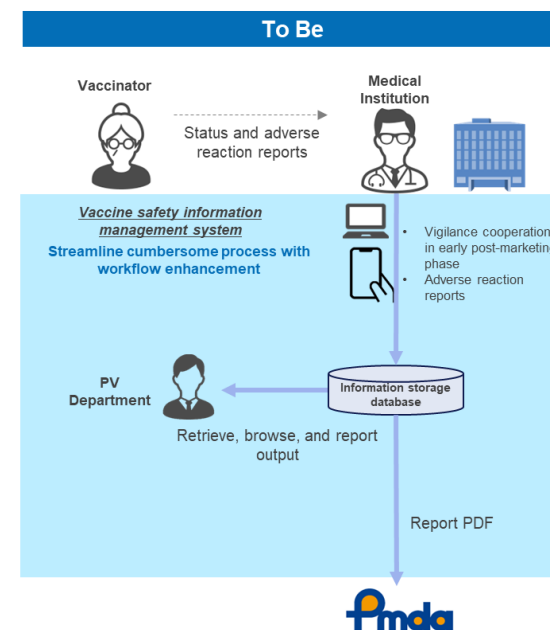 To Be
Vaccinator
Medical
Institution
Status and adverse
reaction reports
Vaccine safety information
management system
Streamline cumbersome process with
workflow enhancement
• Vigilance cooperation
in early post-marketing
phase
• Adverse reaction
reports
PV
Department
Information storage
database
Retrieve, browse, and report
output
Report PDF
Pmda